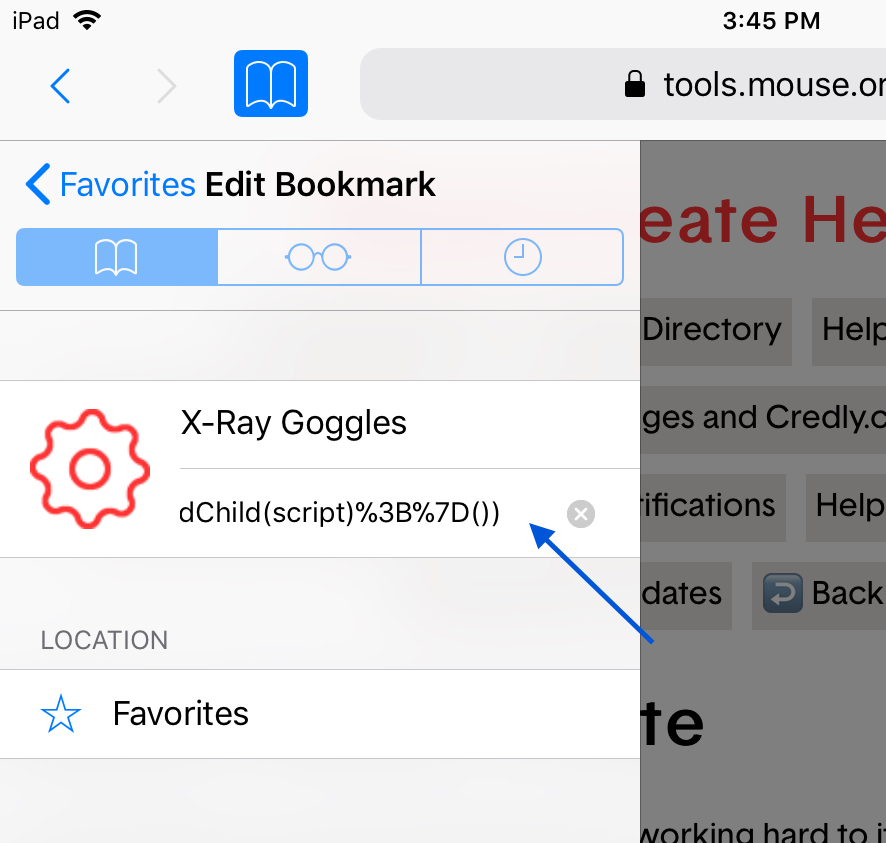 iPad 3:45 PM
tools.mouse.or
Favorites Edit Bookmark
eate He
Directory Help
X-Ray Goggles
ges and Credly.c
dChild(script)%3B%7D())
ifications Help
dates Back
LOCATION
Favorites
te
working hard to i